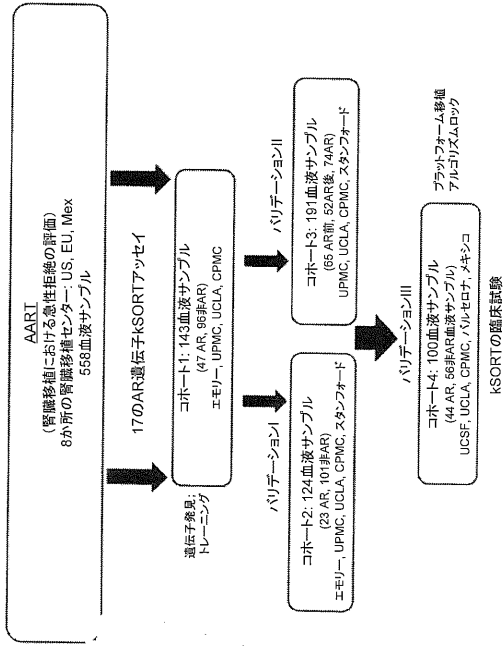 AART
(腎臓移植における急性拒絶の評価)
8か所の腎臓移植センター: US, EU, Mex
558血液サンプル
17のAR遺伝子kSORTアッセイ
遺伝子発見;
トレーニング
コホート1: 143血液サンプル
(47 AR, 96非AR)
エモリー, UPMC, UCLA, CPMC
バリデーションI
バリデーションII
コホート2: 124血液サンプル
(23 AR, 101非AR)
エモリー, UPMC, UCLA, CPMC, スタンフォード
コホート3: 191血液サンプル
(65 AR前, 52AR後, 74AR)
UPMC, UCLA, CPMC, スタンフォード
バリデーションIII
コホート4: 100血液サンプル
(44 AR, 56非AR血液サンプル)
UCSF, UCLA, CPMC, バルセロナ, メキシコ
プラットフォーム移植
アルゴリズムロック
kSORTの臨床試験